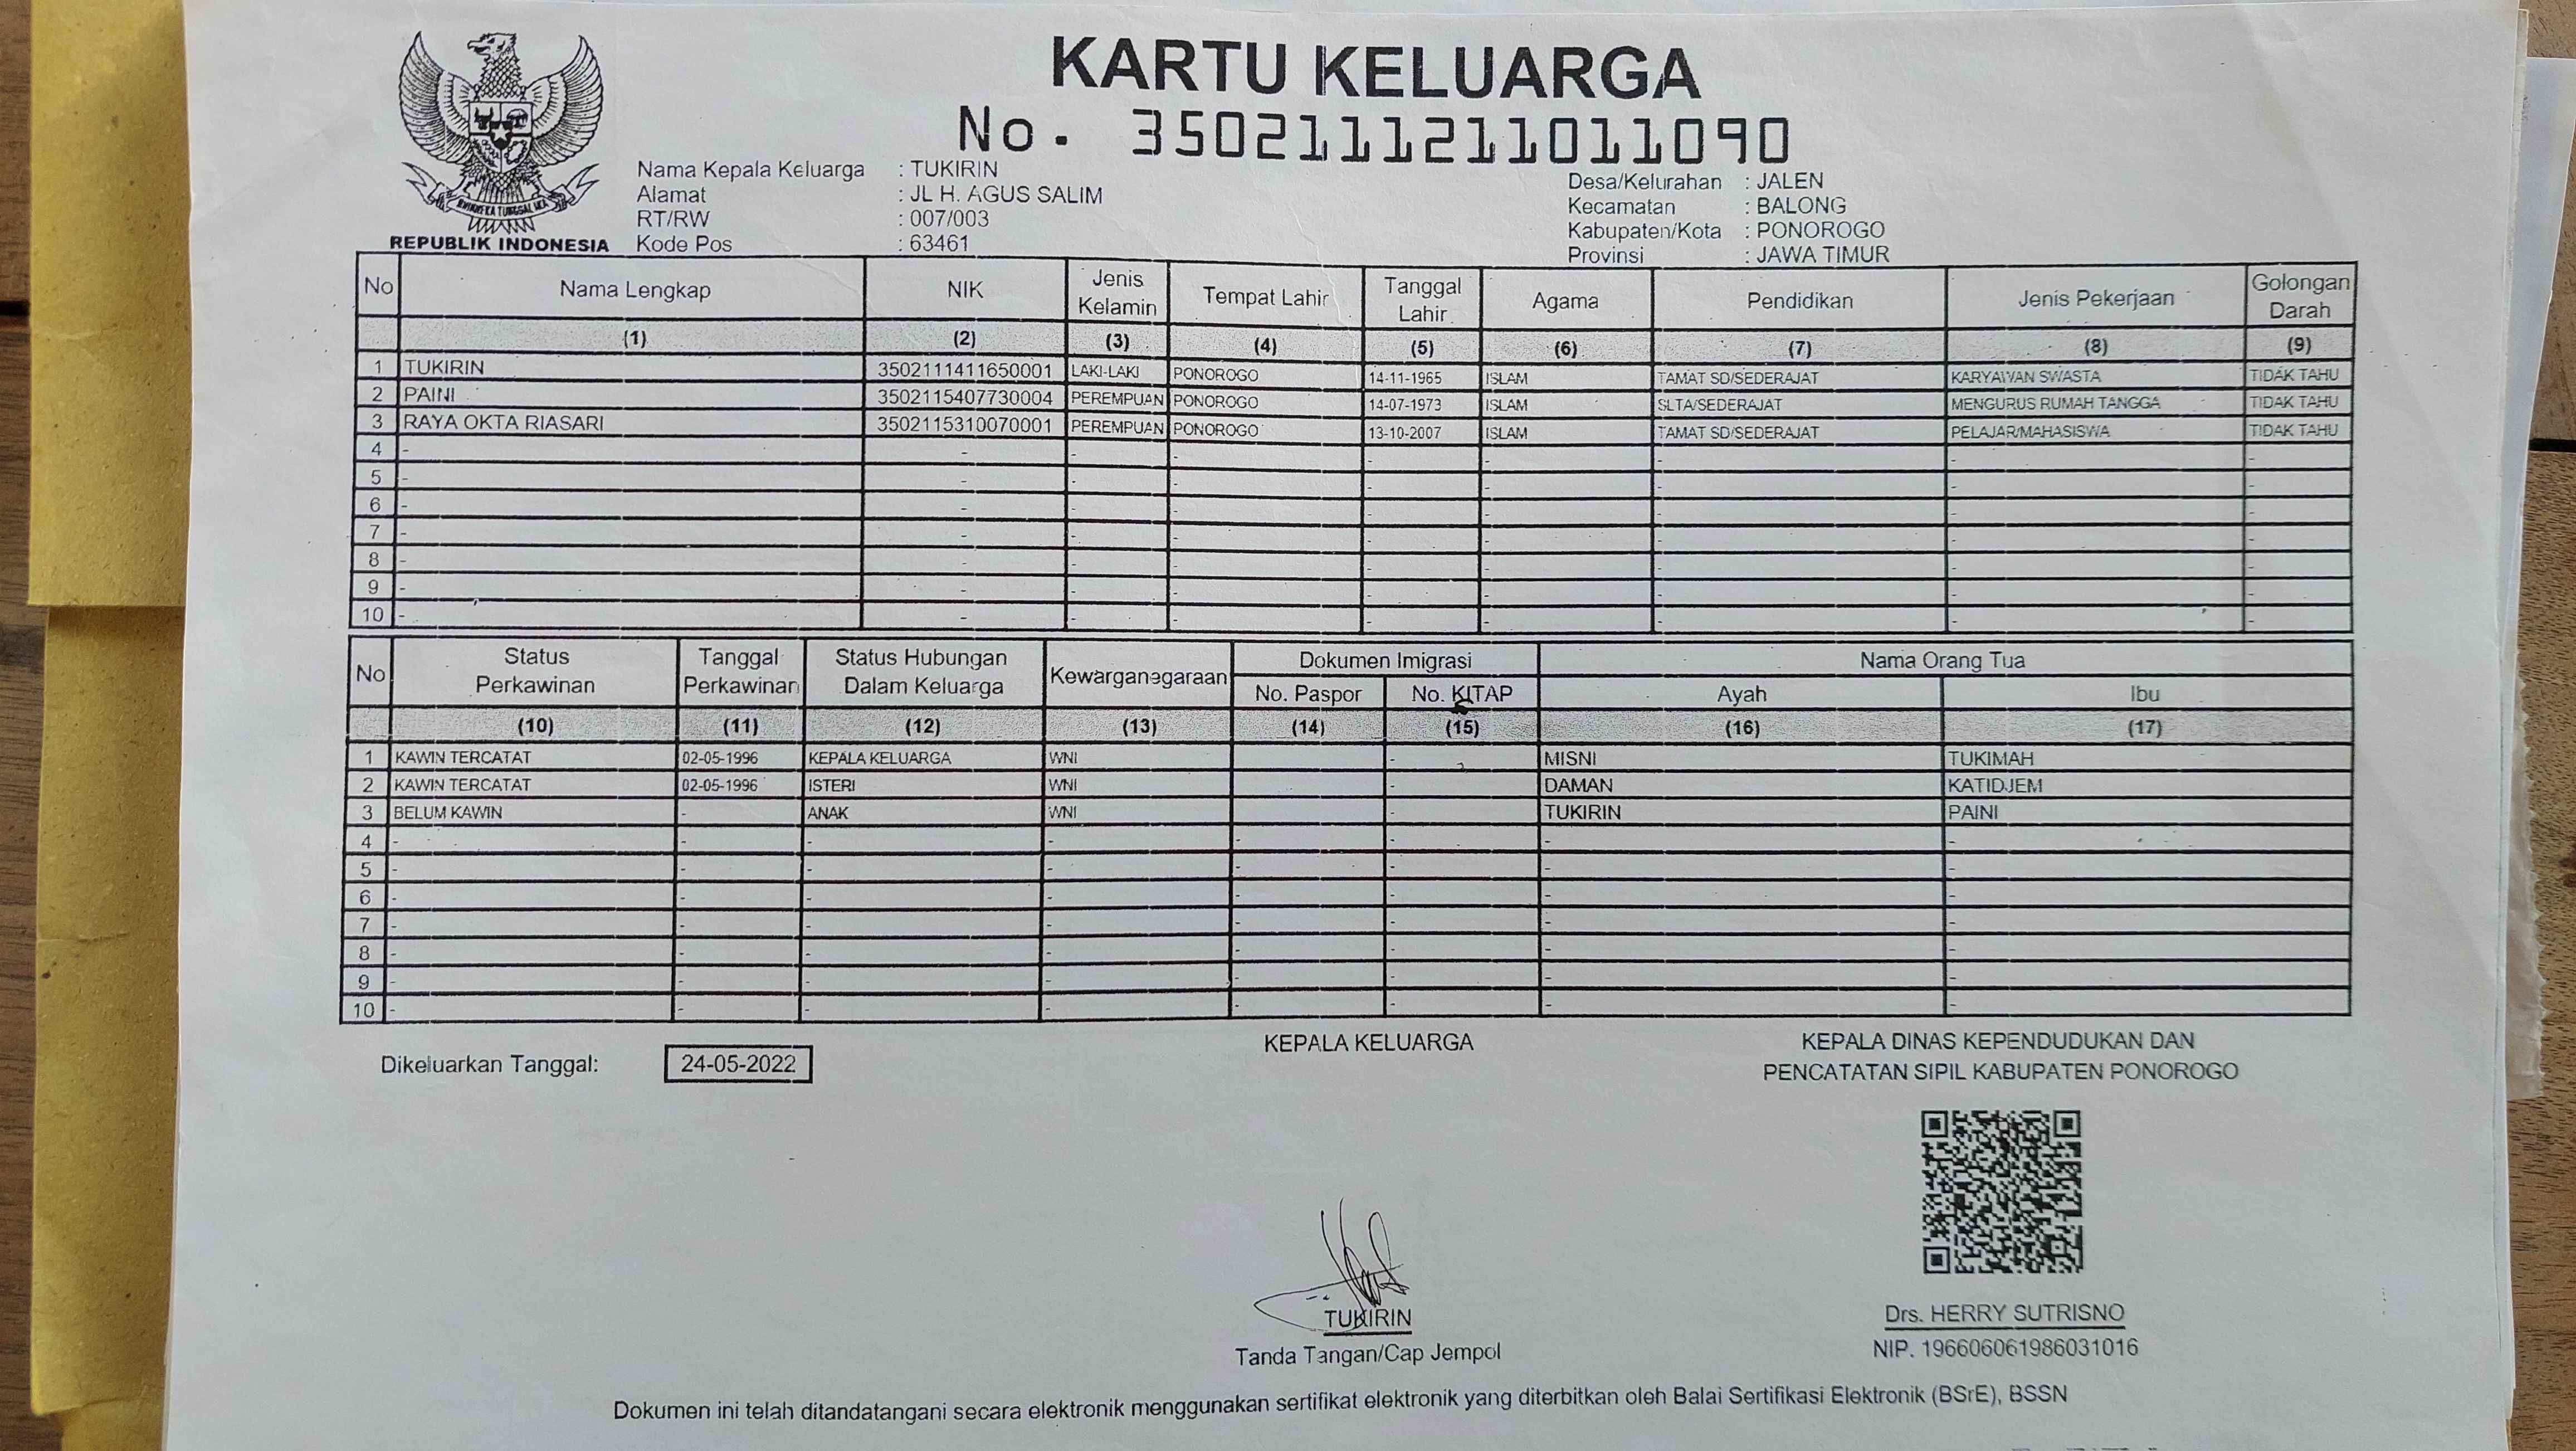 KARTU KELUARGA
No. 3502111211011090
BHINNEKA TUNGGAL IKA
REPUBLIK INDONESIA
Nama Kepala Keluarga : TUKIRIN
Alamat : JL H. AGUS SALIM
RT/RW : 007/003
Kode Pos : 63461
Desa/Kelurahan : JALEN
Kecamatan : BALONG
Kabupaten/Kota : PONOROGO
Provinsi : JAWA TIMUR
No Nama Lengkap NIK Jenis Kelamin Tempat Lahir Tanggal Lahir Agama Pendidikan Jenis Pekerjaan Golongan Darah
(1) (2) (3) (4) (5) (6) (7) (8) (9)
1 TUKIRIN 3502111411650001 LAKI-LAKI PONOROGO 14-11-1965 ISLAM TAMAT SD/SEDERAJAT KARYAWAN SWASTA TIDAK TAHU
2 PAINI 3502115407730004 PEREMPUAN PONOROGO 14-07-1973 ISLAM SLTA/SEDERAJAT MENGURUS RUMAH TANGGA TIDAK TAHU
3 RAYA OKTA RIASARI 3502115310070001 PEREMPUAN PONOROGO 13-10-2007 ISLAM TAMAT SD/SEDERAJAT PELAJAR/MAHASISWA TIDAK TAHU
4 - - - - - - - - -
5 - - - - - - - - -
6 - - - - - - - - -
7 - - - - - - - - -
8 - - - - - - - - -
9 - - - - - - - - -
10 - - - - - - - - -
No Status Perkawinan Tanggal Perkawinan Status Hubungan Dalam Keluarga Kewarganegaraan Dokumen Imigrasi Nama Orang Tua
No. Paspor No. KITAP Ayah Ibu
(10) (11) (12) (13) (14) (15) (16) (17)
1 KAWIN TERCATAT 02-05-1996 KEPALA KELUARGA WNI - MISNI TUKIMAH
2 KAWIN TERCATAT 02-05-1996 ISTERI WNI - DAMAN KATIDJEM
3 BELUM KAWIN - ANAK WNI - TUKIRIN PAINI
4 - - - - - - - -
5 - - - - - - - -
6 - - - - - - - -
7 - - - - - - - -
8 - - - - - - - -
9 - - - - - - - -
10 - - - - - - - -
Dikeluarkan Tanggal: 24-05-2022
KEPALA KELUARGA
TUKIRIN
Tanda Tangan/Cap Jempol
KEPALA DINAS KEPENDUDUKAN DAN
PENCATATAN SIPIL KABUPATEN PONOROGO
Drs. HERRY SUTRISNO
NIP. 196606061986031016
Dokumen ini telah ditandatangani secara elektronik menggunakan sertifikat elektronik yang diterbitkan oleh Balai Sertifikasi Elektronik (BSrE), BSSN